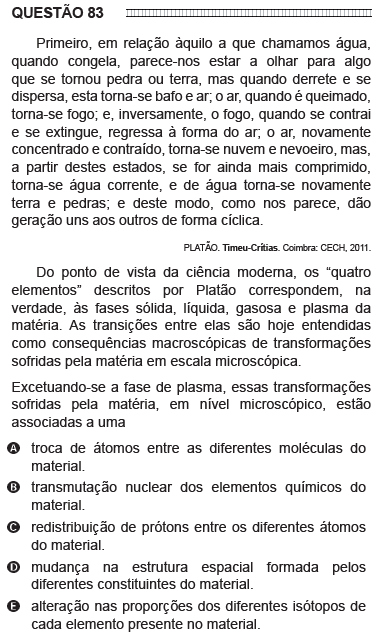 QUESTÃO 83
Primeiro, em relação àquilo a que chamamos água,
quando congela, parece-nos estar a olhar para algo
que se tornou pedra ou terra, mas quando derrete e se
dispersa, esta torna-se bafo e ar; o ar, quando é queimado,
torna-se fogo; e, inversamente, o fogo, quando se contrai
e se extingue, regressa à forma do ar; o ar, novamente
concentrado e contraído, torna-se nuvem e nevoeiro, mas,
a partir destes estados, se for ainda mais comprimido,
torna-se água corrente, e de água torna-se novamente
terra e pedras; e deste modo, como nos parece, dão
geração uns aos outros de forma cíclica.
PLATÃO. Timeu-Crítias. Coimbra: CECH, 2011.
Do ponto de vista da ciência moderna, os “quatro
elementos” descritos por Platão correspondem, na
verdade, às fases sólida, líquida, gasosa e plasma da
matéria. As transições entre elas são hoje entendidas
como consequências macroscópicas de transformações
sofridas pela matéria em escala microscópica.
Excetuando-se a fase de plasma, essas transformações
sofridas pela matéria, em nível microscópico, estão
associadas a uma
A troca de átomos entre as diferentes moléculas do
material.
B transmutação nuclear dos elementos químicos do
material.
C redistribuição de prótons entre os diferentes átomos
do material.
D mudança na estrutura espacial formada pelos
diferentes constituintes do material.
E alteração nas proporções dos diferentes isótopos de
cada elemento presente no material.